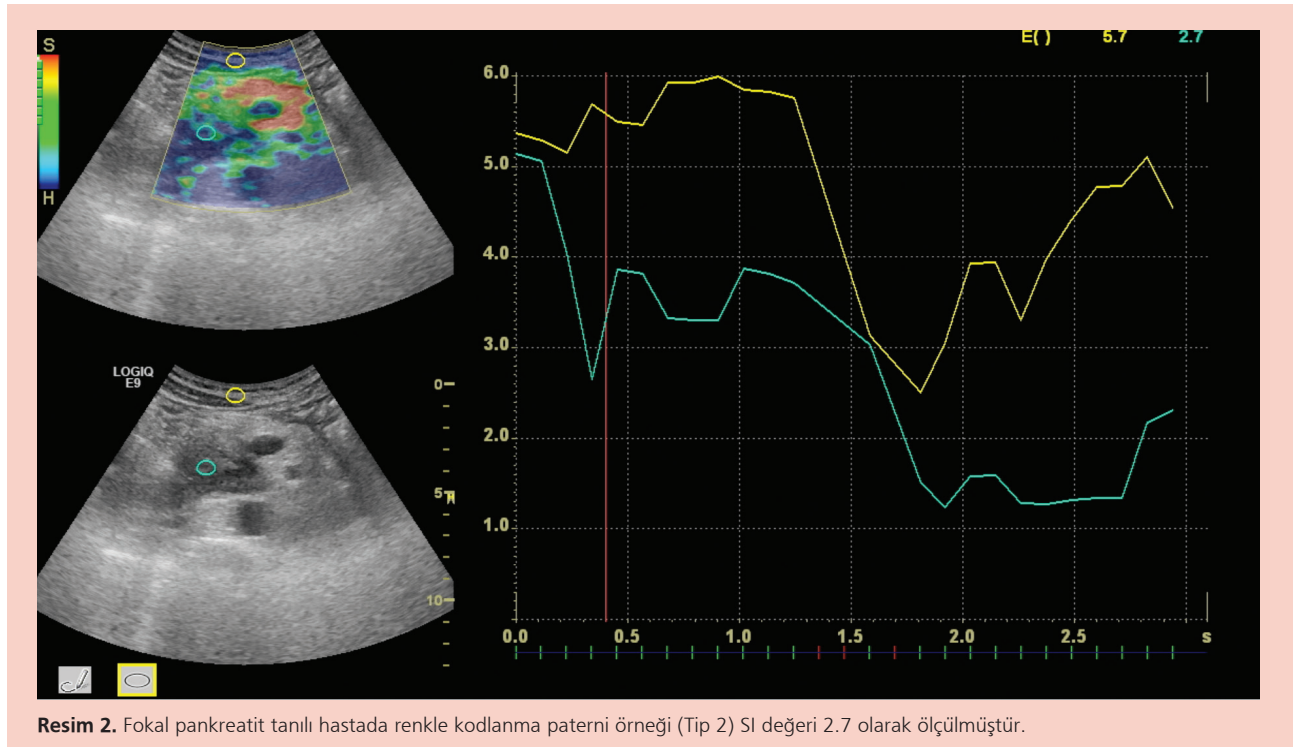 S
H
LOGIQ
E9
0
5
10
E( ) 5.7 2.7
6.0
5.0
4.0
3.0
2.0
1.0
0.0 0.5 1.0 1.5 2.0 2.5 s
Resim 2. Fokal pankreatit tanılı hastada renkle kodlanma paterni örneği (Tip 2) SI değeri 2.7 olarak ölçülmüştür.